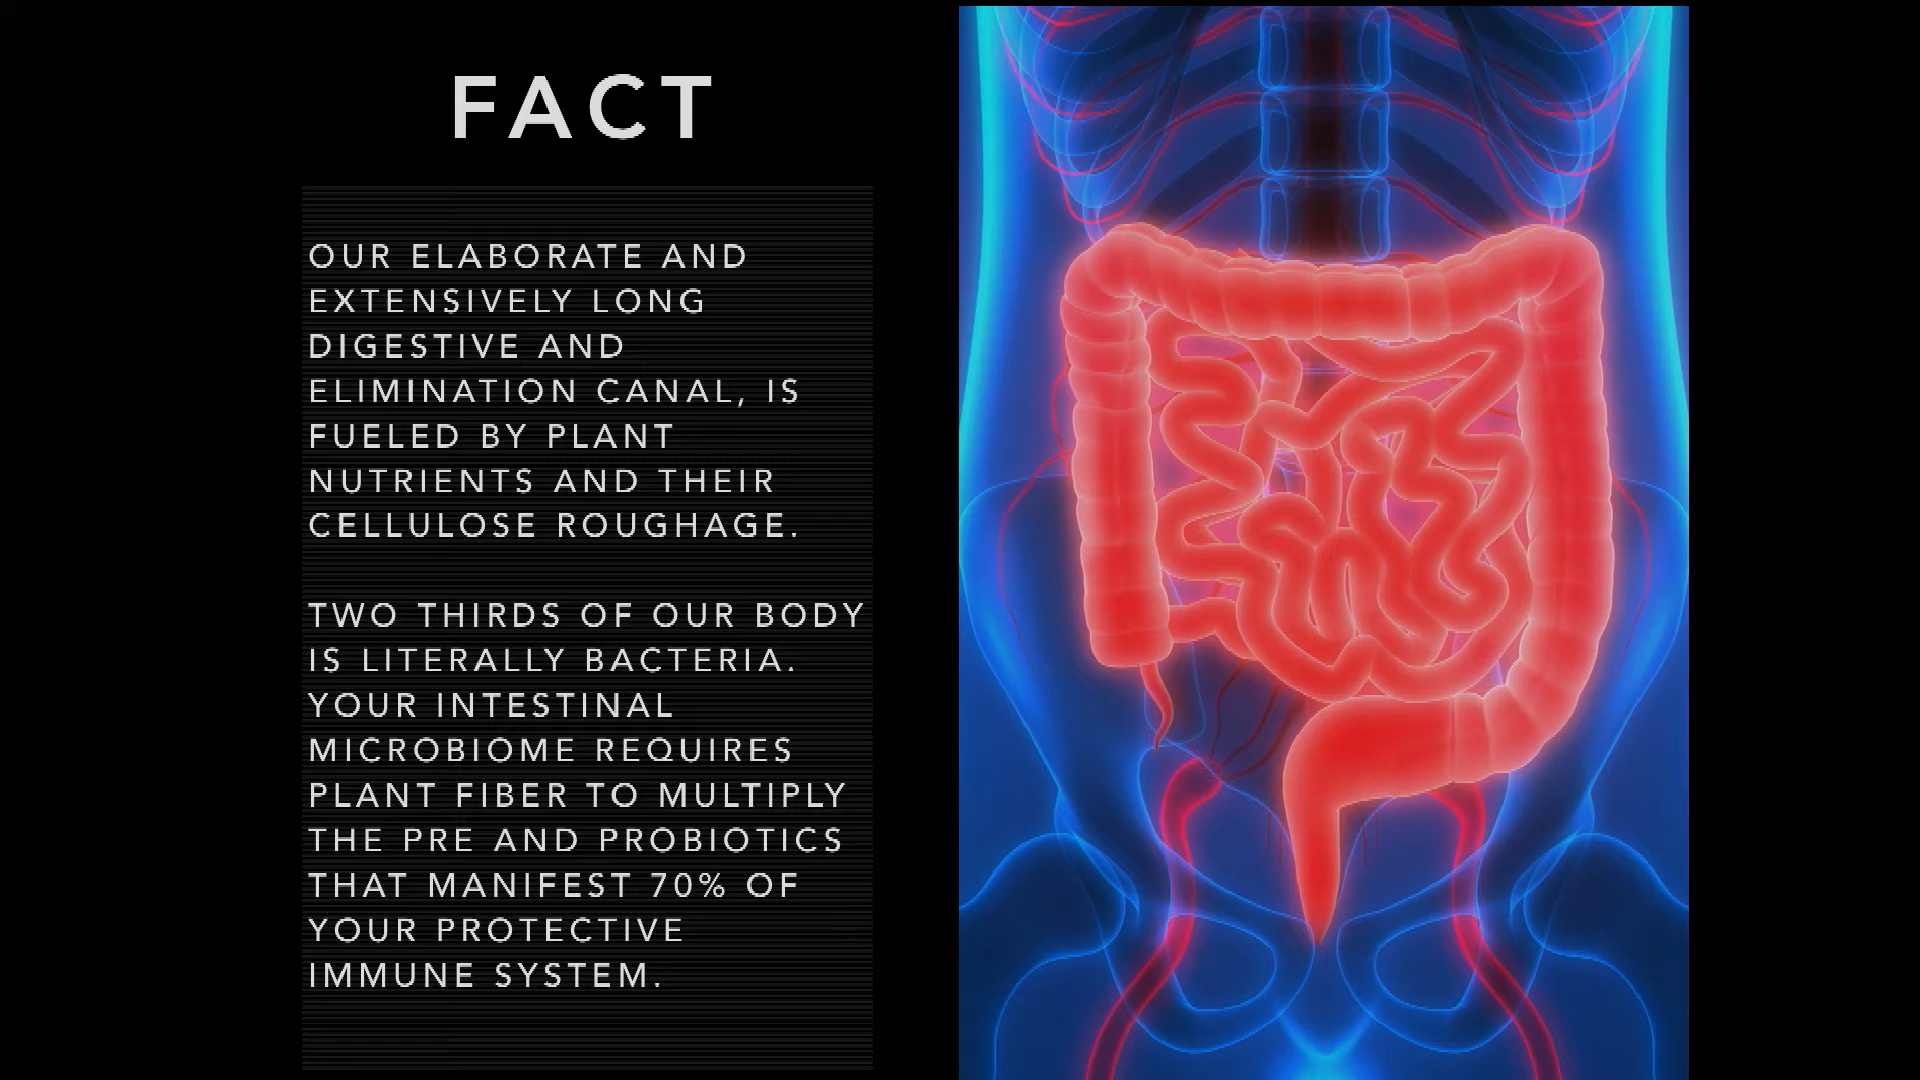 FACT
OUR ELABORATE AND
EXTENSIVELY LONG
DIGESTIVE AND
ELIMINATION CANAL, IS
FUELED BY PLANT
NUTRIENTS AND THEIR
CELLULOSE ROUGHAGE.
TWO THIRDS OF OUR BODY
IS LITERALLY BACTERIA.
YOUR INTESTINAL
MICROBIOME REQUIRES
PLANT FIBER TO MULTIPLY
THE PRE AND PROBIOTICS
THAT MANIFEST 70% OF
YOUR PROTECTIVE
IMMUNE SYSTEM.